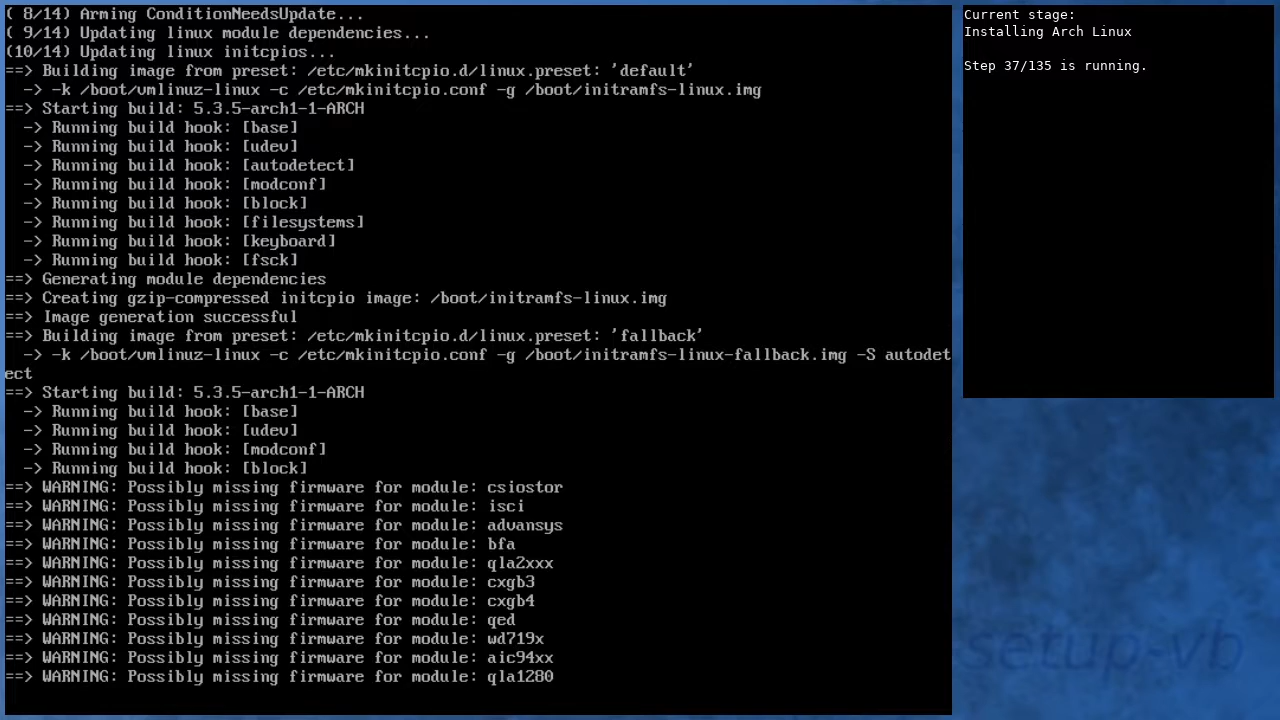 ( 8/14) Arming ConditionNeedsUpdate...
( 9/14) Updating linux module dependencies...
(10/14) Updating linux initcpios...
==> Building image from preset: /etc/mkinitcpio.d/linux.preset: 'default'
  -> -k /boot/vmlinuz-linux -c /etc/mkinitcpio.conf -g /boot/initramfs-linux.img
==> Starting build: 5.3.5-arch1-1-ARCH
  -> Running build hook: [base]
  -> Running build hook: [udev]
  -> Running build hook: [autodetect]
  -> Running build hook: [modconf]
  -> Running build hook: [block]
  -> Running build hook: [filesystems]
  -> Running build hook: [keyboard]
  -> Running build hook: [fsck]
==> Generating module dependencies
==> Creating gzip-compressed initcpio image: /boot/initramfs-linux.img
==> Image generation successful
==> Building image from preset: /etc/mkinitcpio.d/linux.preset: 'fallback'
  -> -k /boot/vmlinuz-linux -c /etc/mkinitcpio.conf -g /boot/initramfs-linux-fallback.img -S autodet
ect
==> Starting build: 5.3.5-arch1-1-ARCH
  -> Running build hook: [base]
  -> Running build hook: [udev]
  -> Running build hook: [modconf]
  -> Running build hook: [block]
==> WARNING: Possibly missing firmware for module: csiostor
==> WARNING: Possibly missing firmware for module: isci
==> WARNING: Possibly missing firmware for module: advansys
==> WARNING: Possibly missing firmware for module: bfa
==> WARNING: Possibly missing firmware for module: qla2xxx
==> WARNING: Possibly missing firmware for module: cxgb3
==> WARNING: Possibly missing firmware for module: cxgb4
==> WARNING: Possibly missing firmware for module: qed
==> WARNING: Possibly missing firmware for module: wd719x
==> WARNING: Possibly missing firmware for module: aic94xx
==> WARNING: Possibly missing firmware for module: qla1280
Current stage:
Installing Arch Linux
Step 37/135 is running.
setup-vb